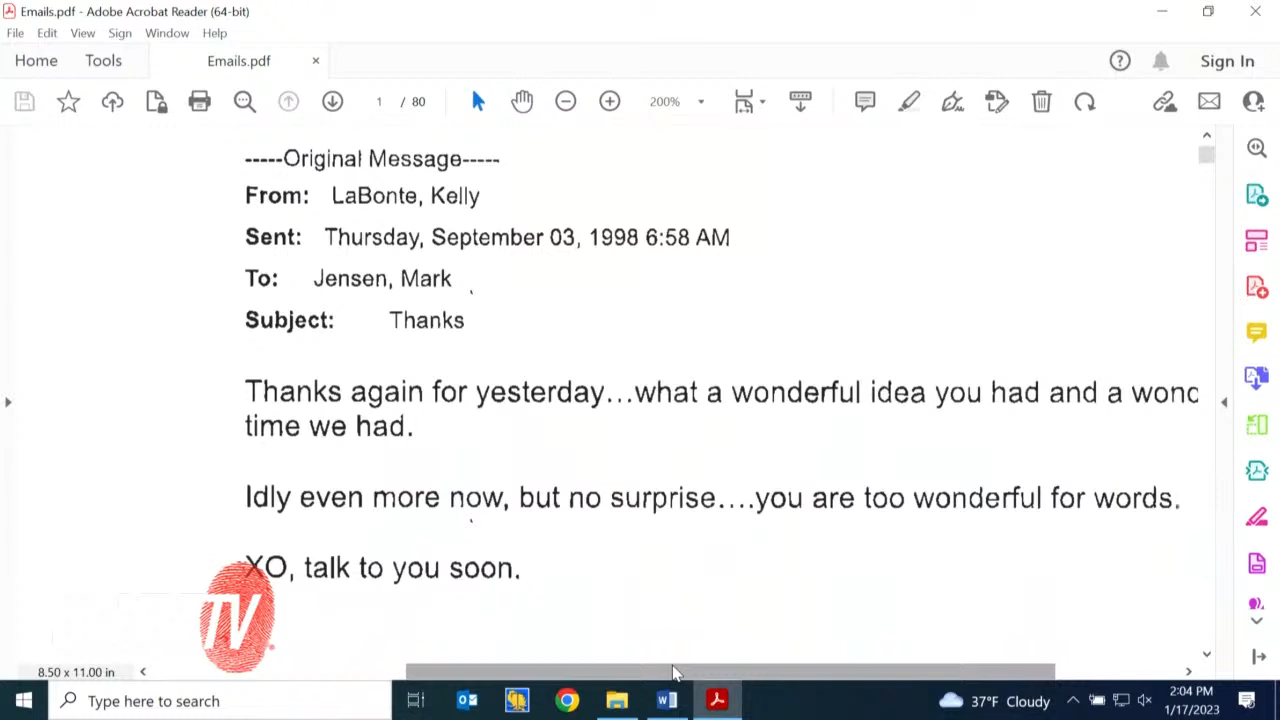 Emails.pdf - Adobe Acrobat Reader (64-bit)
File Edit View Sign Window Help
Home Tools Emails.pdf × Sign In
1 / 80 200%
-----Original Message-----
From: LaBonte, Kelly
Sent: Thursday, September 03, 1998 6:58 AM
To: Jensen, Mark
Subject: Thanks
Thanks again for yesterday...what a wonderful idea you had and a wond
time we had.
Idly even more now, but no surprise....you are too wonderful for words.
XO, talk to you soon.
TV
8.50 x 11.00 in
Type here to search
37°F Cloudy
2:04 PM
1/17/2023